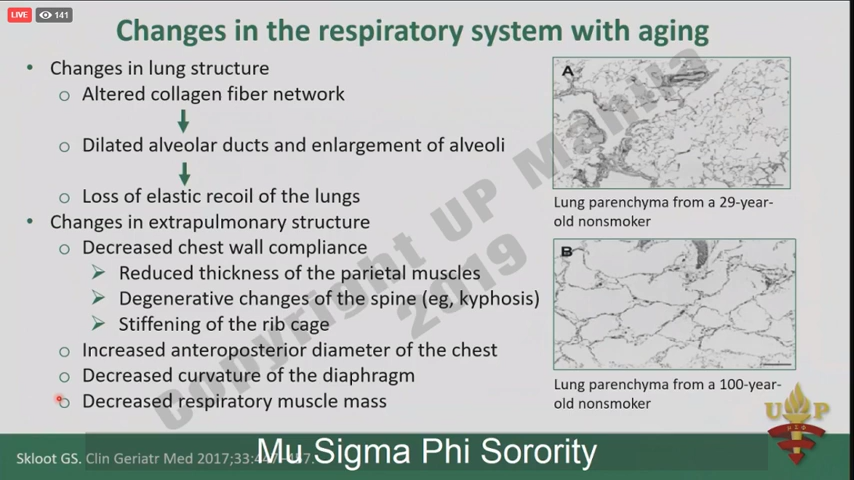 LIVE 141
Changes in the respiratory system with aging
• Changes in lung structure
o Altered collagen fiber network
o Dilated alveolar ducts and enlargement of alveoli
o Loss of elastic recoil of the lungs
• Changes in extrapulmonary structure
o Decreased chest wall compliance
➢ Reduced thickness of the parietal muscles
➢ Degenerative changes of the spine (eg, kyphosis)
➢ Stiffening of the rib cage
o Increased anteroposterior diameter of the chest
o Decreased curvature of the diaphragm
o Decreased respiratory muscle mass
A
Lung parenchyma from a 29-year-
old nonsmoker
B
Lung parenchyma from a 100-year-
old nonsmoker
Copyright UP Manila
2019
UP
ΜΣΦ
Skloot GS. Clin Geriatr Med 2017;33:
Mu Sigma Phi Sorority